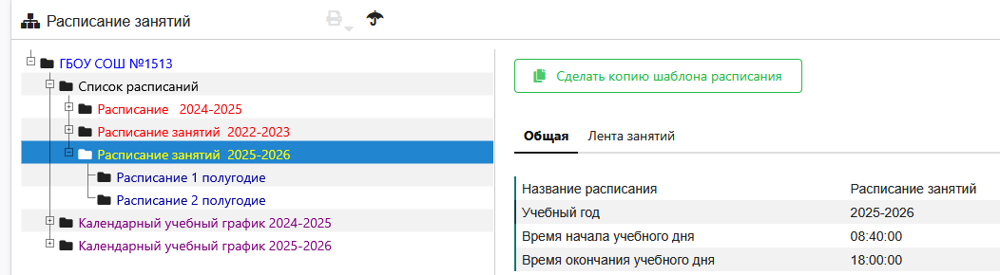 Расписание занятий
ГБОУ СОШ №1513
Список расписаний
Расписание 2024-2025
Расписание занятий 2022-2023
Расписание занятий 2025-2026
Расписание 1 полугодие
Расписание 2 полугодие
Календарный учебный график 2024-2025
Календарный учебный график 2025-2026
Сделать копию шаблона расписания
Общая Лента занятий
Название расписания Расписание занятий
Учебный год 2025-2026
Время начала учебного дня 08:40:00
Время окончания учебного дня 18:00:00